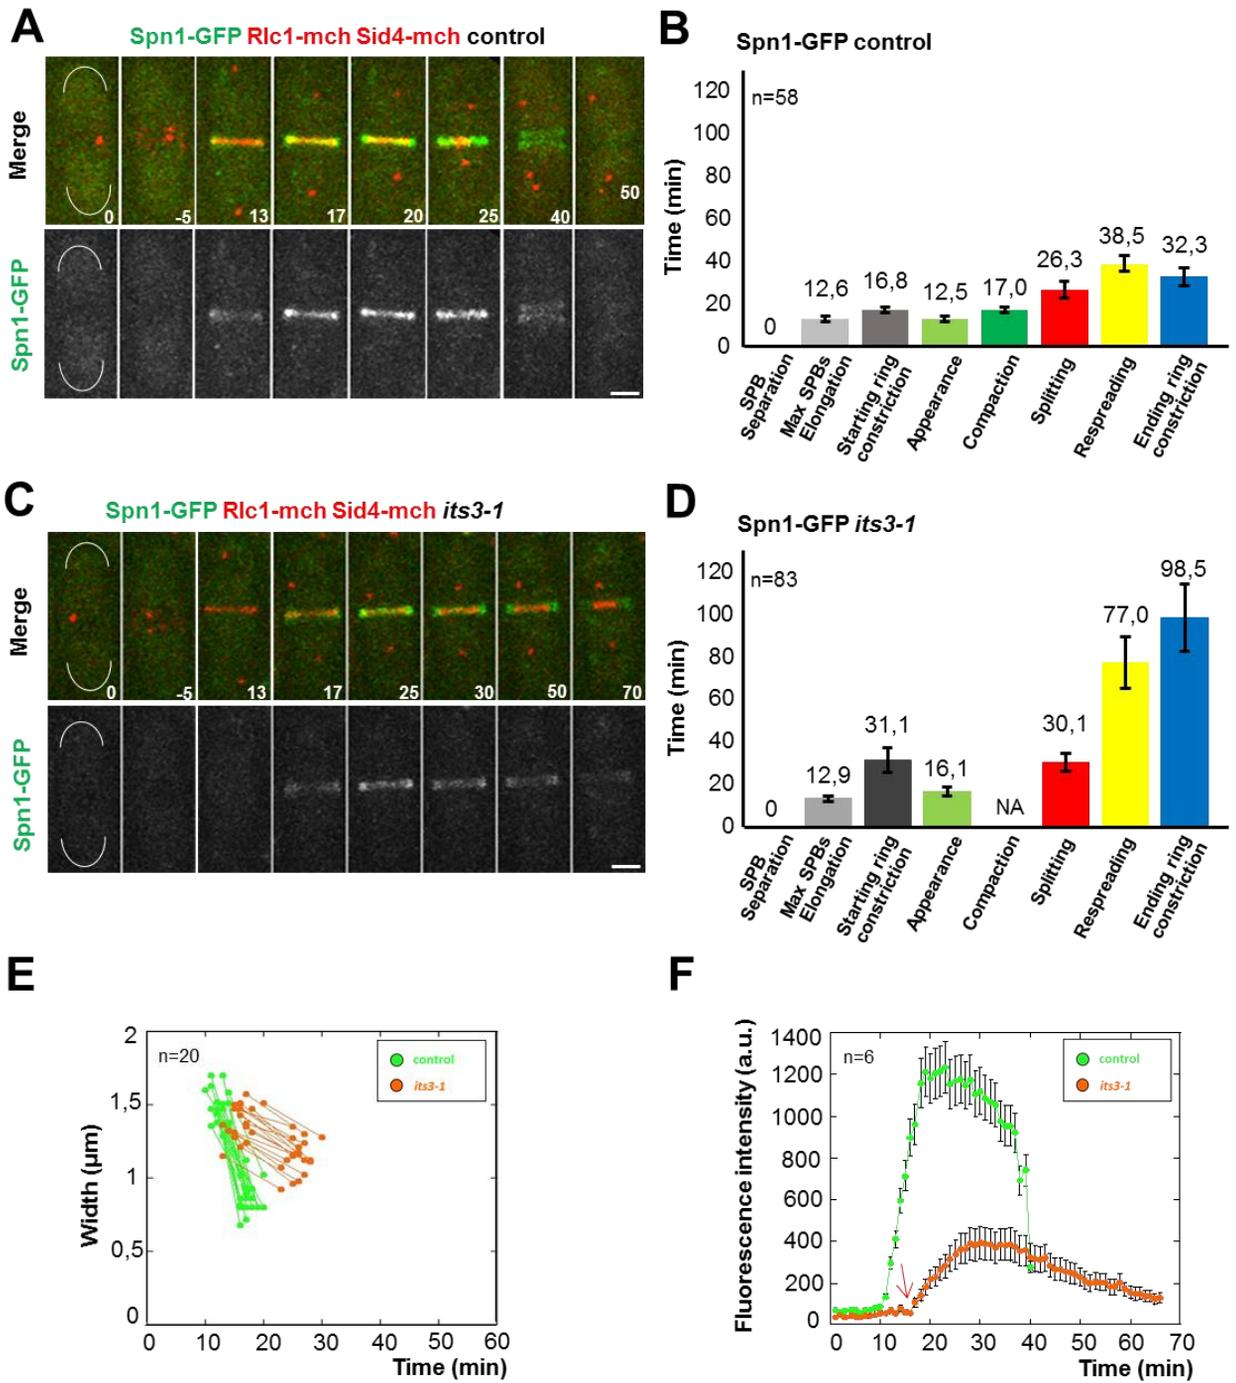 A
Spn1-GFP Rlc1-mch Sid4-mch control
Merge
0
-5
13
17
20
25
40
50
Spn1-GFP
B
Spn1-GFP control
n=58
Time (min)
120
100
80
60
40
20
0
0
12,6
16,8
12,5
17,0
26,3
38,5
32,3
SPB
Separation
Max SPBs
Elongation
Starting ring
constriction
Appearance
Compaction
Splitting
Respreading
Ending ring
constriction
C
Spn1-GFP Rlc1-mch Sid4-mch its3-1
Merge
0
-5
13
17
25
30
50
70
Spn1-GFP
D
Spn1-GFP its3-1
n=83
Time (min)
120
100
80
60
40
20
0
0
12,9
31,1
16,1
NA
30,1
77,0
98,5
SPB
Separation
Max SPBs
Elongation
Starting ring
constriction
Appearance
Compaction
Splitting
Respreading
Ending ring
constriction
E
n=20
control
its3-1
Width (µm)
2
1,5
1
0,5
0
0
10
20
30
40
50
60
Time (min)
F
n=6
control
its3-1
Fluorescence intensity (a.u.)
1400
1200
1000
800
600
400
200
0
0
10
20
30
40
50
60
70
Time (min)